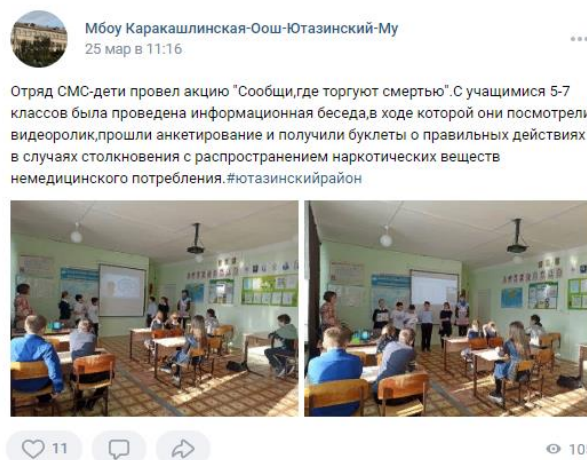 Мбоу Каракашлинская-Оош-Ютазинский-Му
25 мар в 11:16
Отряд СМС-дети провел акцию "Сообщи,где торгуют смертью".С учащимися 5-7
классов была проведена информационная беседа,в ходе которой они посмотрели
видеоролик,прошли анкетирование и получили буклеты о правильных действиях
в случаях столкновения с распространением наркотических веществ
немедицинского потребления.#ютазинскийрайон
11